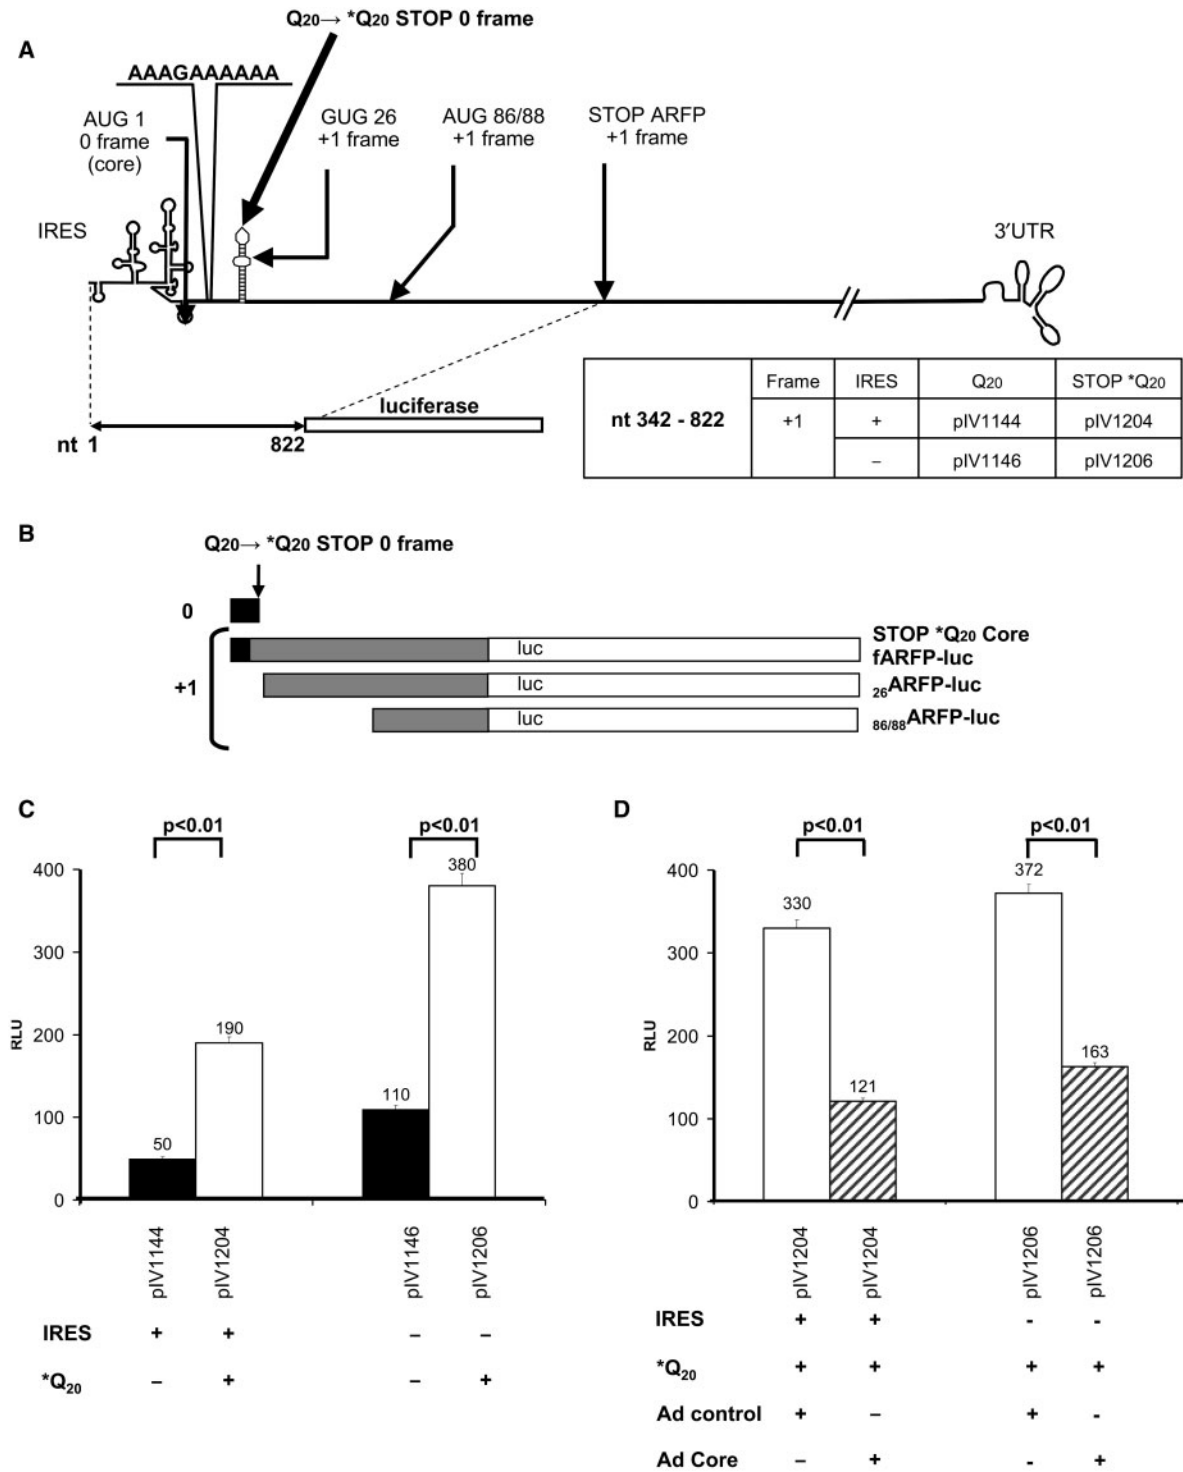 Q20→ *Q20 STOP 0 frame
A
AAAGAAAAAA
AUG 1
0 frame
(core)
GUG 26
+1 frame
AUG 86/88
+1 frame
STOP ARFP
+1 frame
IRES
3′UTR
luciferase
nt 1
822
nt 342 - 822
Frame IRES Q20 STOP *Q20
+1 + pIV1144 pIV1204
– pIV1146 pIV1206
B
Q20→ *Q20 STOP 0 frame
0
+1
luc
STOP *Q20 Core
fARFP-luc
luc
26ARFP-luc
luc
86/88ARFP-luc
C
p<0.01
p<0.01
RLU
400
300
200
100
0
50
190
110
380
pIV1144
pIV1204
pIV1146
pIV1206
IRES + + – –
*Q20 – + – +
D
p<0.01
p<0.01
RLU
400
300
200
100
0
330
121
372
163
pIV1204
pIV1204
pIV1206
pIV1206
IRES + + - -
*Q20 + + + +
Ad control + – + -
Ad Core – + - +